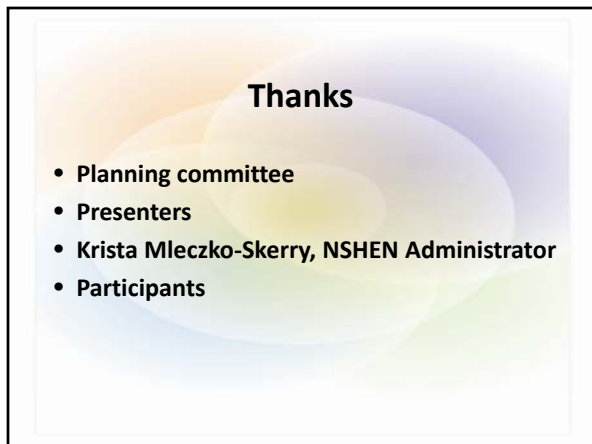 Thanks
• Planning committee
• Presenters
• Krista Mleczko-Skerry, NSHEN Administrator
• Participants